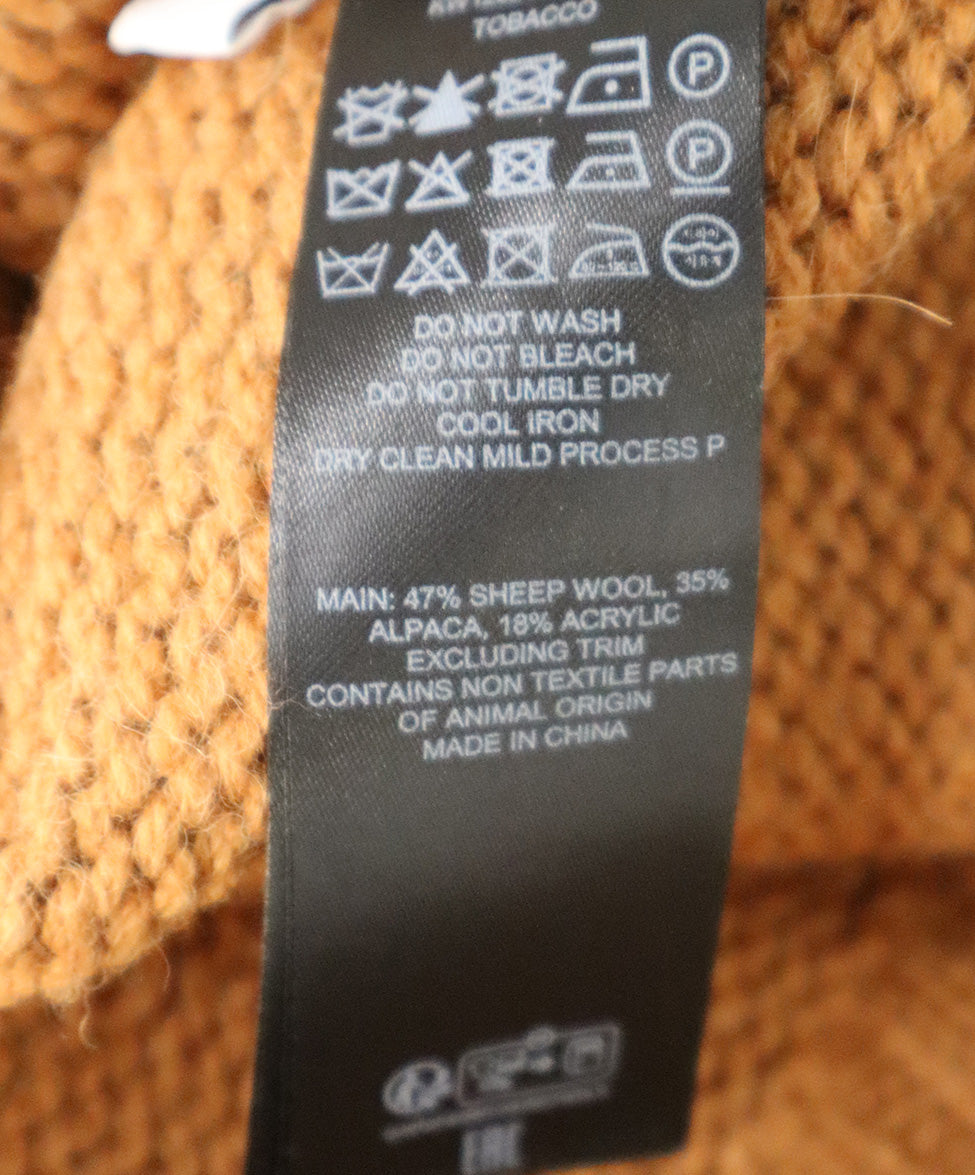 TOBACCO
P
P
DO NOT WASH
DO NOT BLEACH
DO NOT TUMBLE DRY
COOL IRON
DRY CLEAN MILD PROCESS P
MAIN: 47% SHEEP WOOL, 35%
ALPACA, 18% ACRYLIC
EXCLUDING TRIM
CONTAINS NON TEXTILE PARTS
OF ANIMAL ORIGIN
MADE IN CHINA